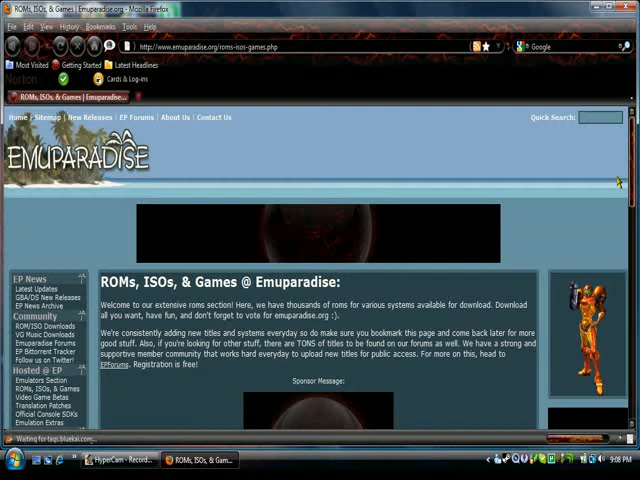 ROMs, ISOs, & Games | Emuparadise.org - Mozilla Firefox
File Edit View History Bookmarks Tools Help
http://www.emuparadise.org/roms-isos-games.php
Google
Most Visited Getting Started Latest Headlines
Norton Cards & Log-ins
ROMs, ISOs, & Games | Emuparadise...
Home | Sitemap | New Releases | EP Forums | About Us | Contact Us
Quick Search:
EMUPARADISE
EP News
Latest Updates
GBA/DS New Releases
EP News Archive
Community
ROM/ISO Downloads
VG Music Downloads
Emuparadise Forums
EP Bittorrent Tracker
Follow us on Twitter!
Hosted @ EP
Emulators Section
ROMs, ISOs, & Games
Video Game Betas
Translation Patches
Official Console SDKs
Emulation Extras
ROMs, ISOs, & Games @ Emuparadise:
Welcome to our extensive roms section! Here, we have thousands of roms for various systems available for download. Download
all you want, have fun, and don't forget to vote for emuparadise.org :).
We're consistently adding new titles and systems everyday so do make sure you bookmark this page and come back later for more
good stuff. Also, if you're looking for other stuff, there are TONS of titles to be found on our forums as well. We have a strong and
supportive member community that works hard everyday to upload new titles for public access. For more on this, head to
EPForums. Registration is free!
Sponsor Message:
Waiting for tags.bluekai.com...
HyperCam - Record...
ROMs, ISOs, & Gam...
9:08 PM